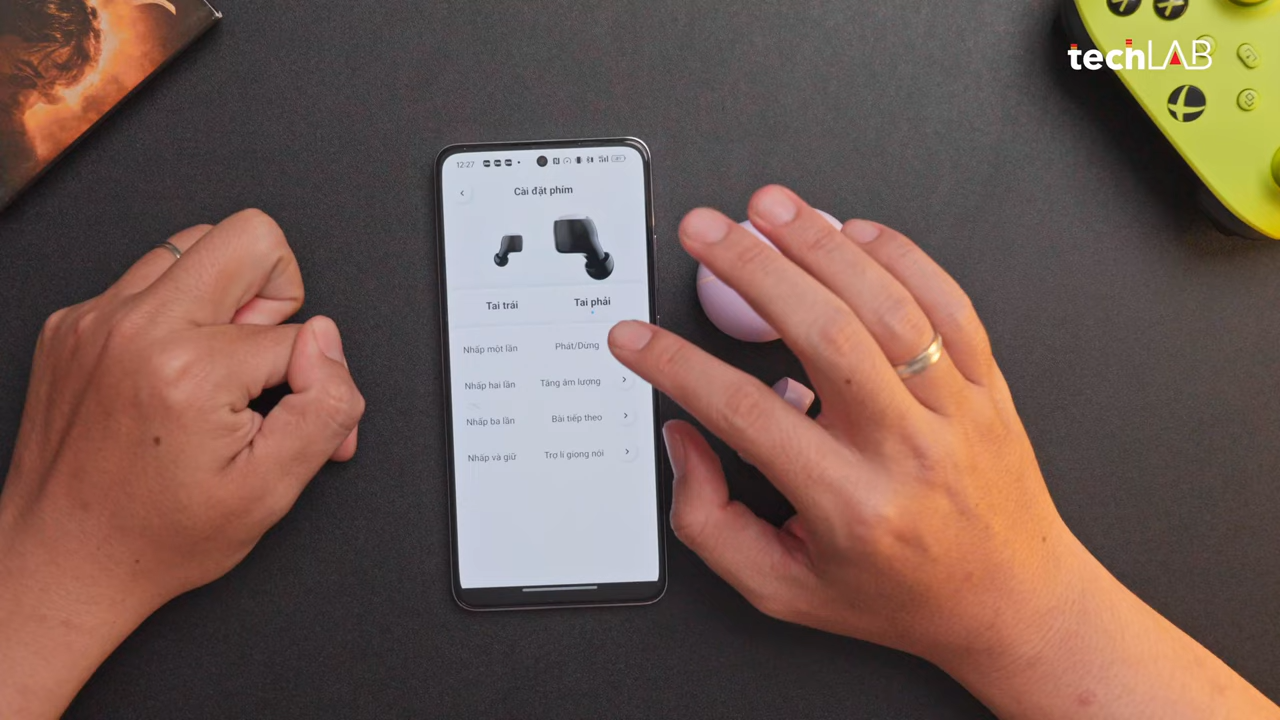 techLAB
12:27
Cài đặt phím
Tai trái Tai phải
Nhấp một lần Phát/Dừng
Nhấp hai lần Tăng âm lượng
Nhấp ba lần Bài tiếp theo
Nhấp và giữ Trợ lí giọng nói